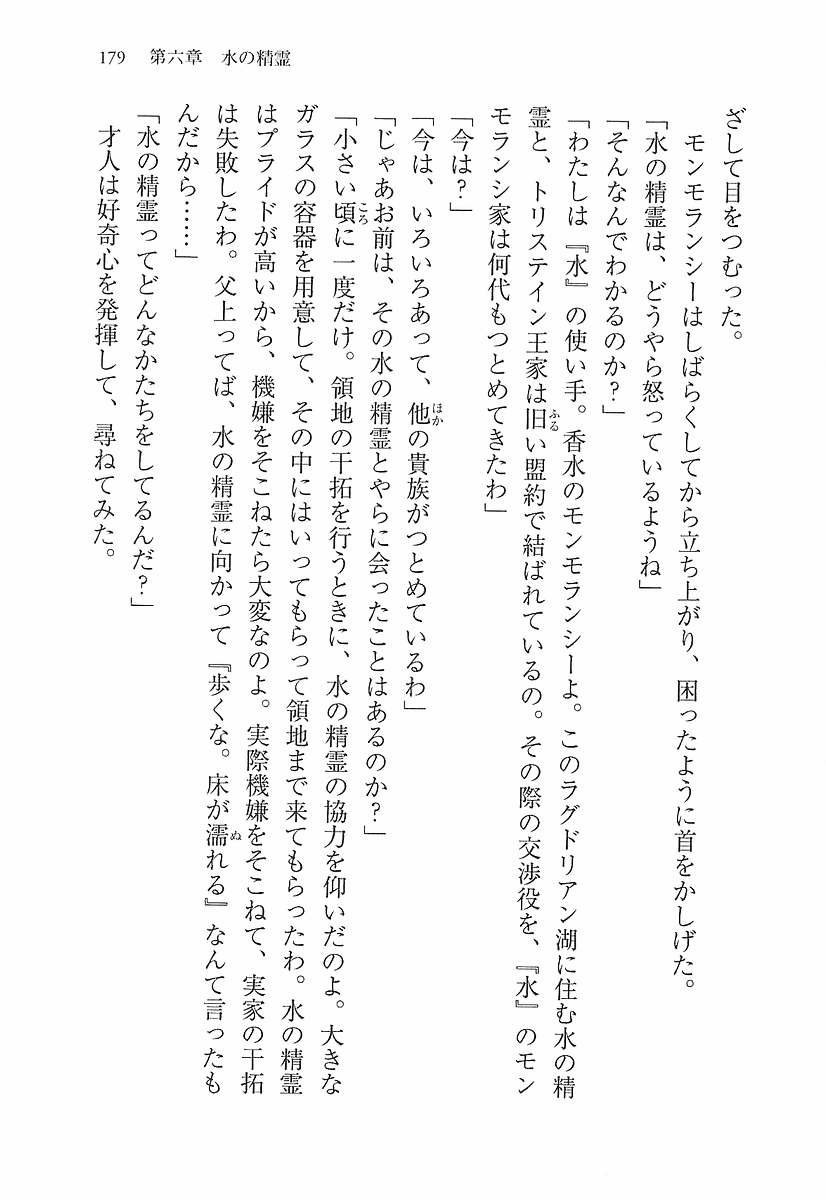 179　第六章　水の精霊
ざして目をつむった。
　モンモランシーはしばらくしてから立ち上がり、困ったように首をかしげた。
「水の精霊は、どうやら怒っているようね」
「そんなんでわかるのか？」
「わたしは『水』の使い手。香水のモンモランシーよ。このラグドリアン湖に住む水の精
霊と、トリステイン王家は旧い盟約で結ばれているの。その際の交渉役を、『水』のモン
モランシ家は何代もつとめてきたわ」
「今は？」
「今は、いろいろあって、他の貴族がつとめているわ」
「じゃあお前は、その水の精霊とやらに会ったことはあるのか？」
「小さい頃に一度だけ。領地の干拓を行うときに、水の精霊の協力を仰いだのよ。大きな
ガラスの容器を用意して、その中にはいってもらって領地まで来てもらったわ。水の精霊
はプライドが高いから、機嫌をそこねたら大変なのよ。実際機嫌をそこねて、実家の干拓
は失敗したわ。父上ってば、水の精霊に向かって『歩くな。床が濡れる』なんて言ったも
んだから……」
「水の精霊ってどんなかたちをしてるんだ？」
　才人は好奇心を発揮して、尋ねてみた。